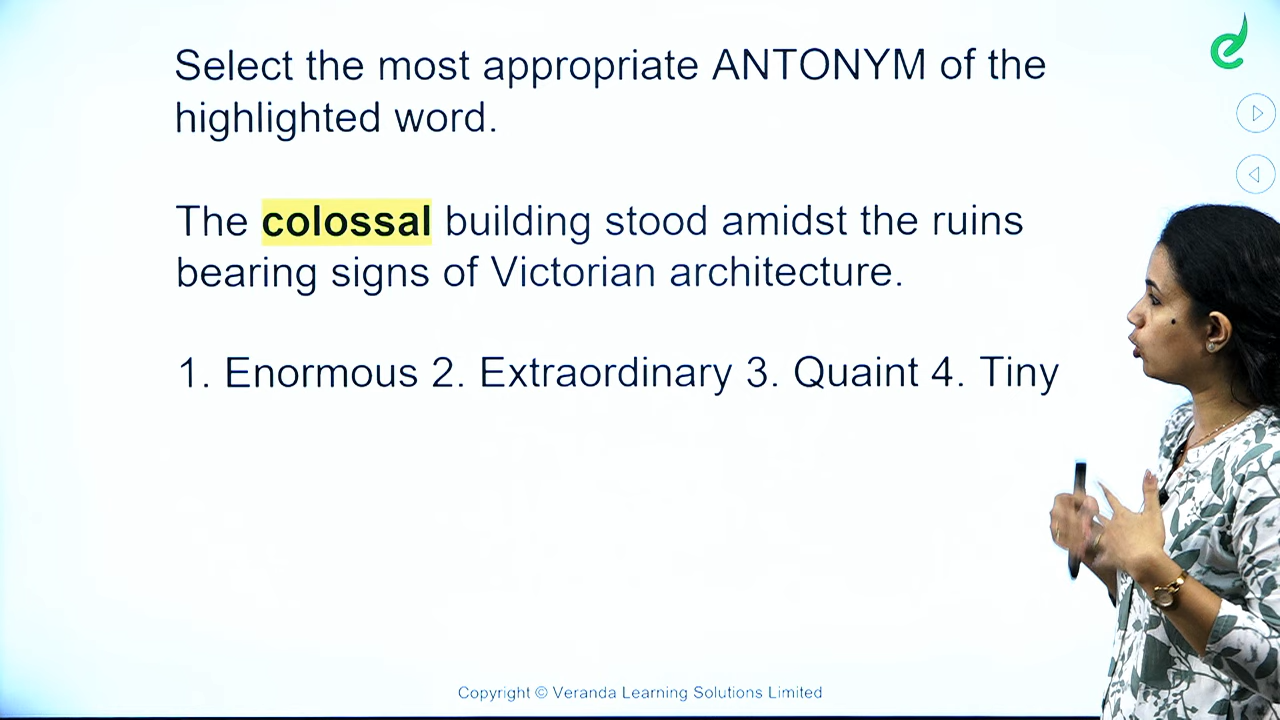 Select the most appropriate ANTONYM of the
highlighted word.
The colossal building stood amidst the ruins
bearing signs of Victorian architecture.
1. Enormous 2. Extraordinary 3. Quaint 4. Tiny
Copyright © Veranda Learning Solutions Limited